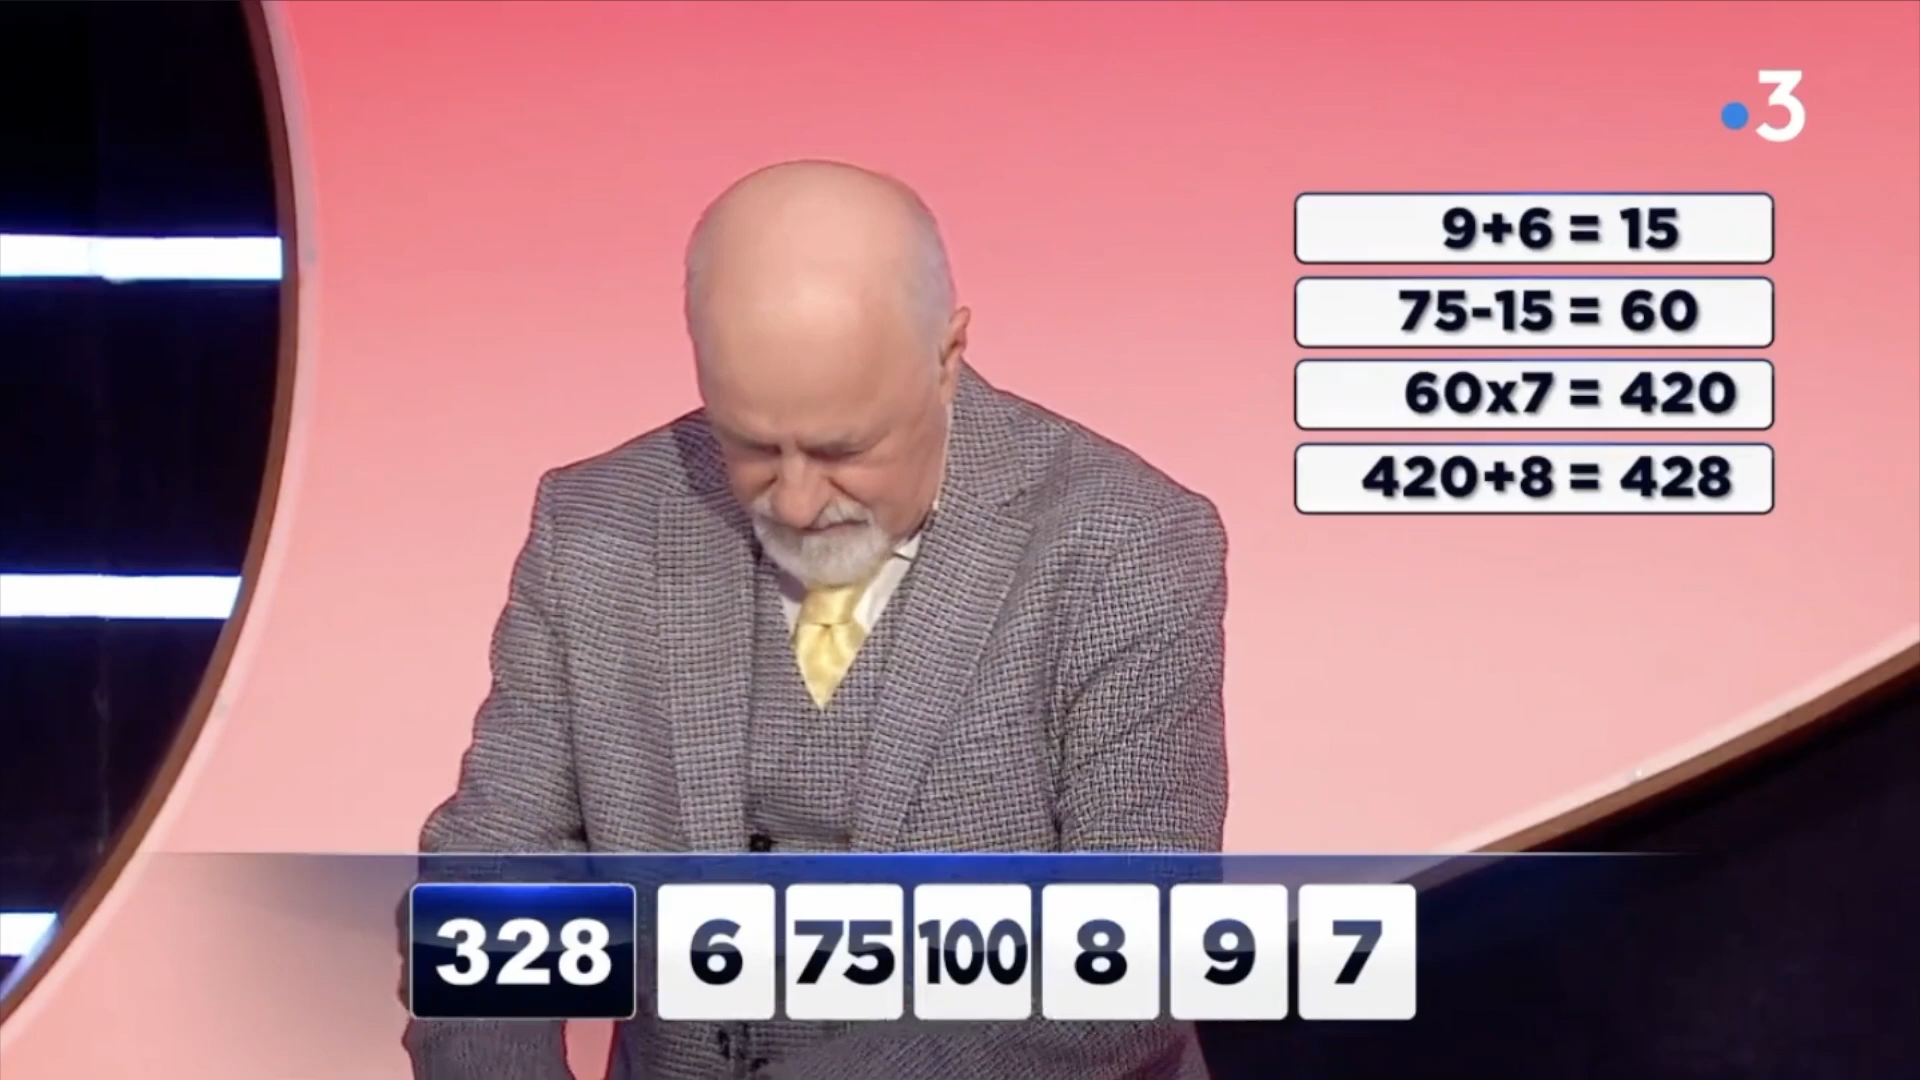 3
9+6 = 15
75-15 = 60
60x7 = 420
420+8 = 428
328 6 75 100 8 9 7